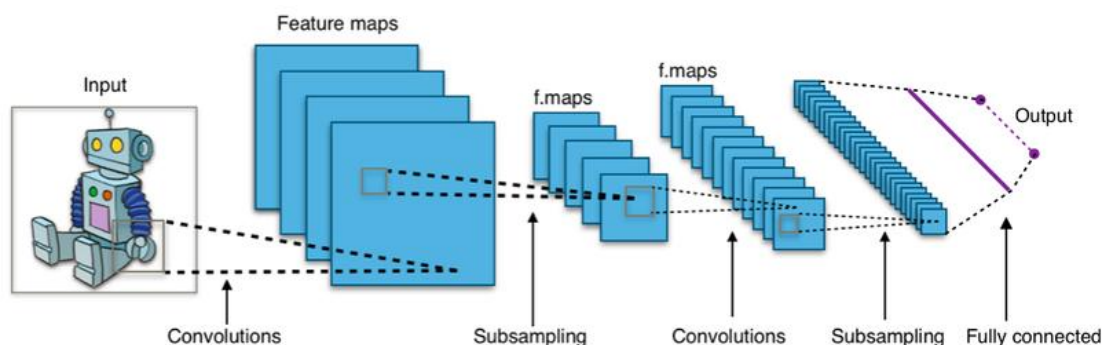 Feature maps
Input
f.maps
f.maps
Output
Convolutions
Subsampling
Convolutions
Subsampling
Fully connected